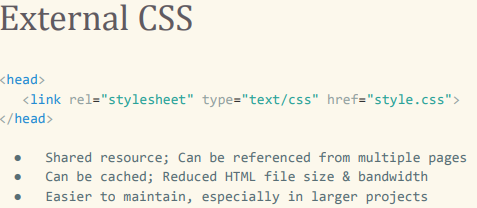 External CSS
<head>
<link rel="stylesheet" type="text/css" href="style.css">
</head>
● Shared resource; Can be referenced from multiple pages
● Can be cached; Reduced HTML file size & bandwidth
● Easier to maintain, especially in larger projects